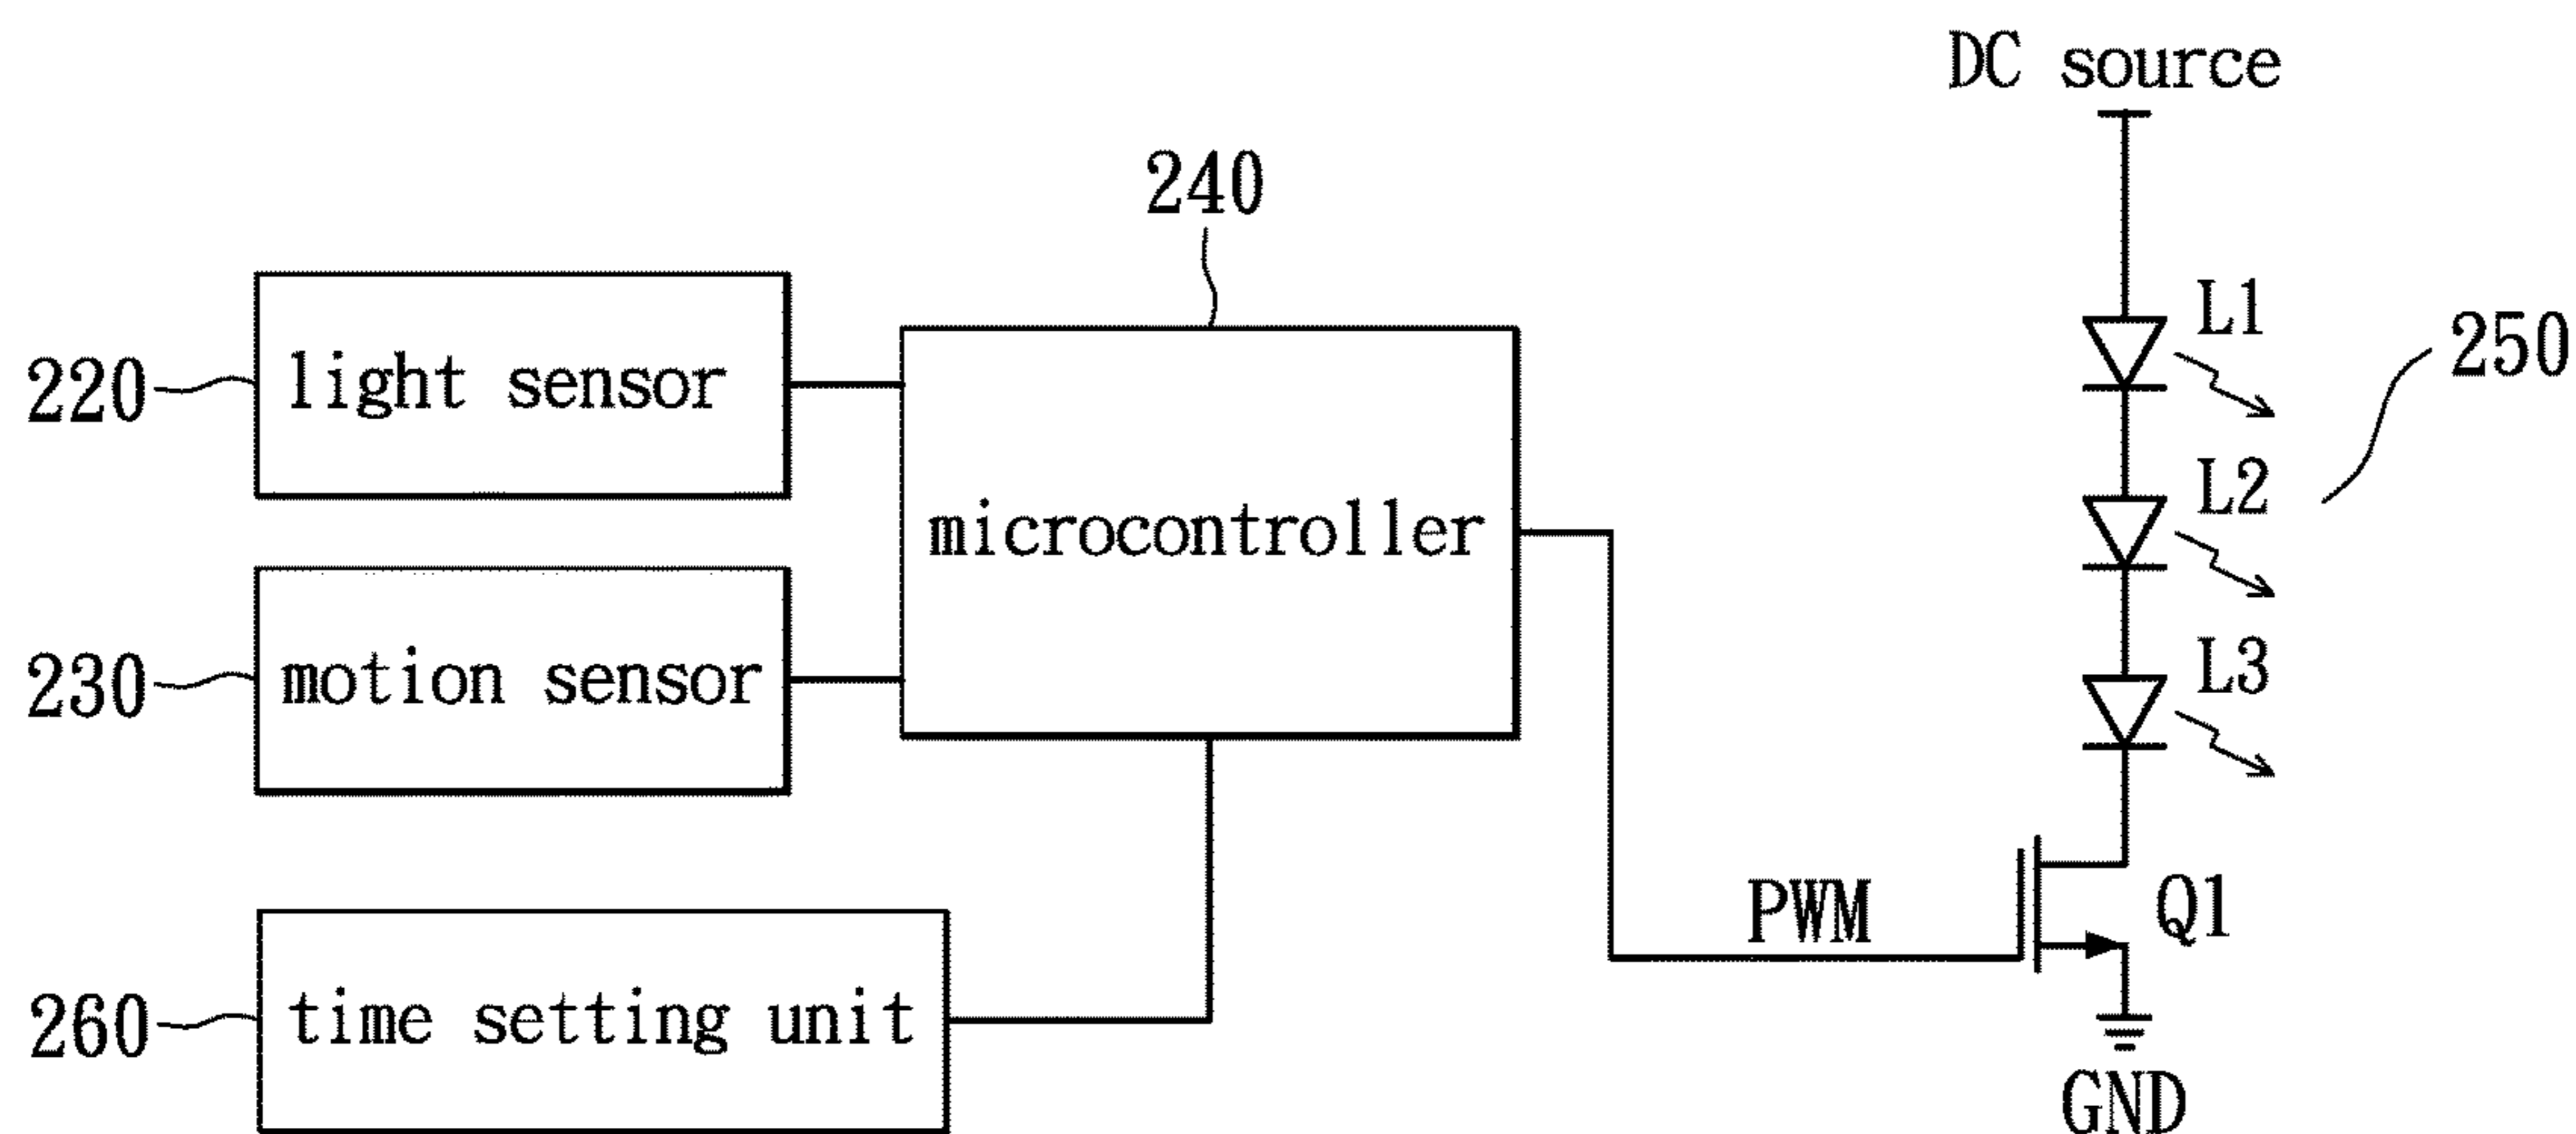 DC source
240
L1
250
220
light sensor
L2
microcontroller
L3
230
motion sensor
PWM
Q1
260
time setting unit
GND